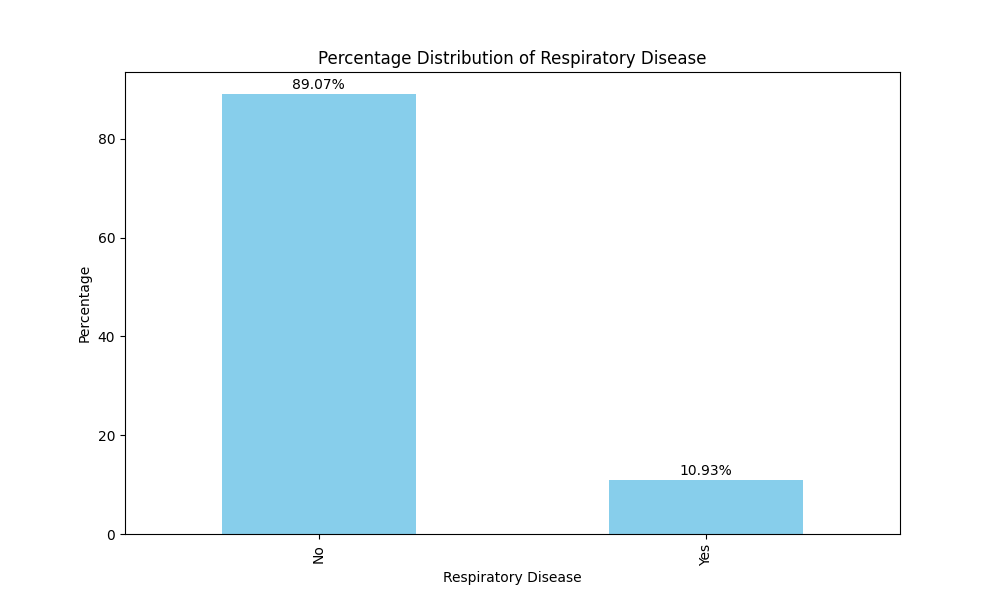 Percentage Distribution of Respiratory Disease
89.07%
80
60
Percentage
40
20
10.93%
0
No
Yes
Respiratory Disease